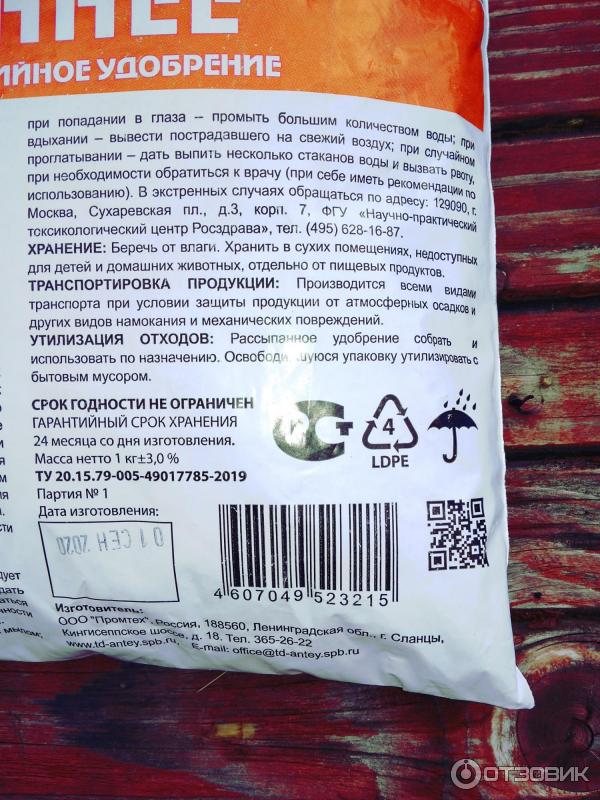 ННЕЕ
ИЙНОЕ УДОБРЕНИЕ
при попадании в глаза – промыть большим количеством воды; при
вдыхании – вывести пострадавшего на свежий воздух; при случайном
проглатывании – дать выпить несколько стаканов воды и вызвать рвоту,
при необходимости обратиться к врачу (при себе иметь рекомендации по
использованию). В экстренных случаях обращаться по адресу: 129090, г.
Москва, Сухаревская пл., д.3, корп. 7, ФГУ «Научно-практический
токсикологический центр Росздрава», тел. (495) 628-16-87.
ХРАНЕНИЕ: Беречь от влаги. Хранить в сухих помещениях, недоступных
для детей и домашних животных, отдельно от пищевых продуктов.
ТРАНСПОРТИРОВКА ПРОДУКЦИИ: Производится всеми видами
транспорта при условии защиты продукции от атмосферных осадков и
других видов намокания и механических повреждений.
УТИЛИЗАЦИЯ ОТХОДОВ: Рассыпанное удобрение собрать и
использовать по назначению. Освободи шуюся упаковку утилизировать с
бытовым мусором.
СРОК ГОДНОСТИ НЕ ОГРАНИЧЕН
ГАРАНТИЙНЫЙ СРОК ХРАНЕНИЯ
24 месяца со дня изготовления.
Масса нетто 1 кг±3,0 %
ТУ 20.15.79-005-49017785-2019
Партия № 1
Дата изготовления:
01 СЕН 2020
4
LDPE
4 607049 523215
Изготовитель:
ООО "Промтех", Россия, 188560, Ленинградская обл., г. Сланцы,
Кингисеппское шоссе, д. 18, Тел. 365-26-22
www.td-antey.spb.ru, E-mail: office@td-antey.spb.ru
ОТЗОВИК